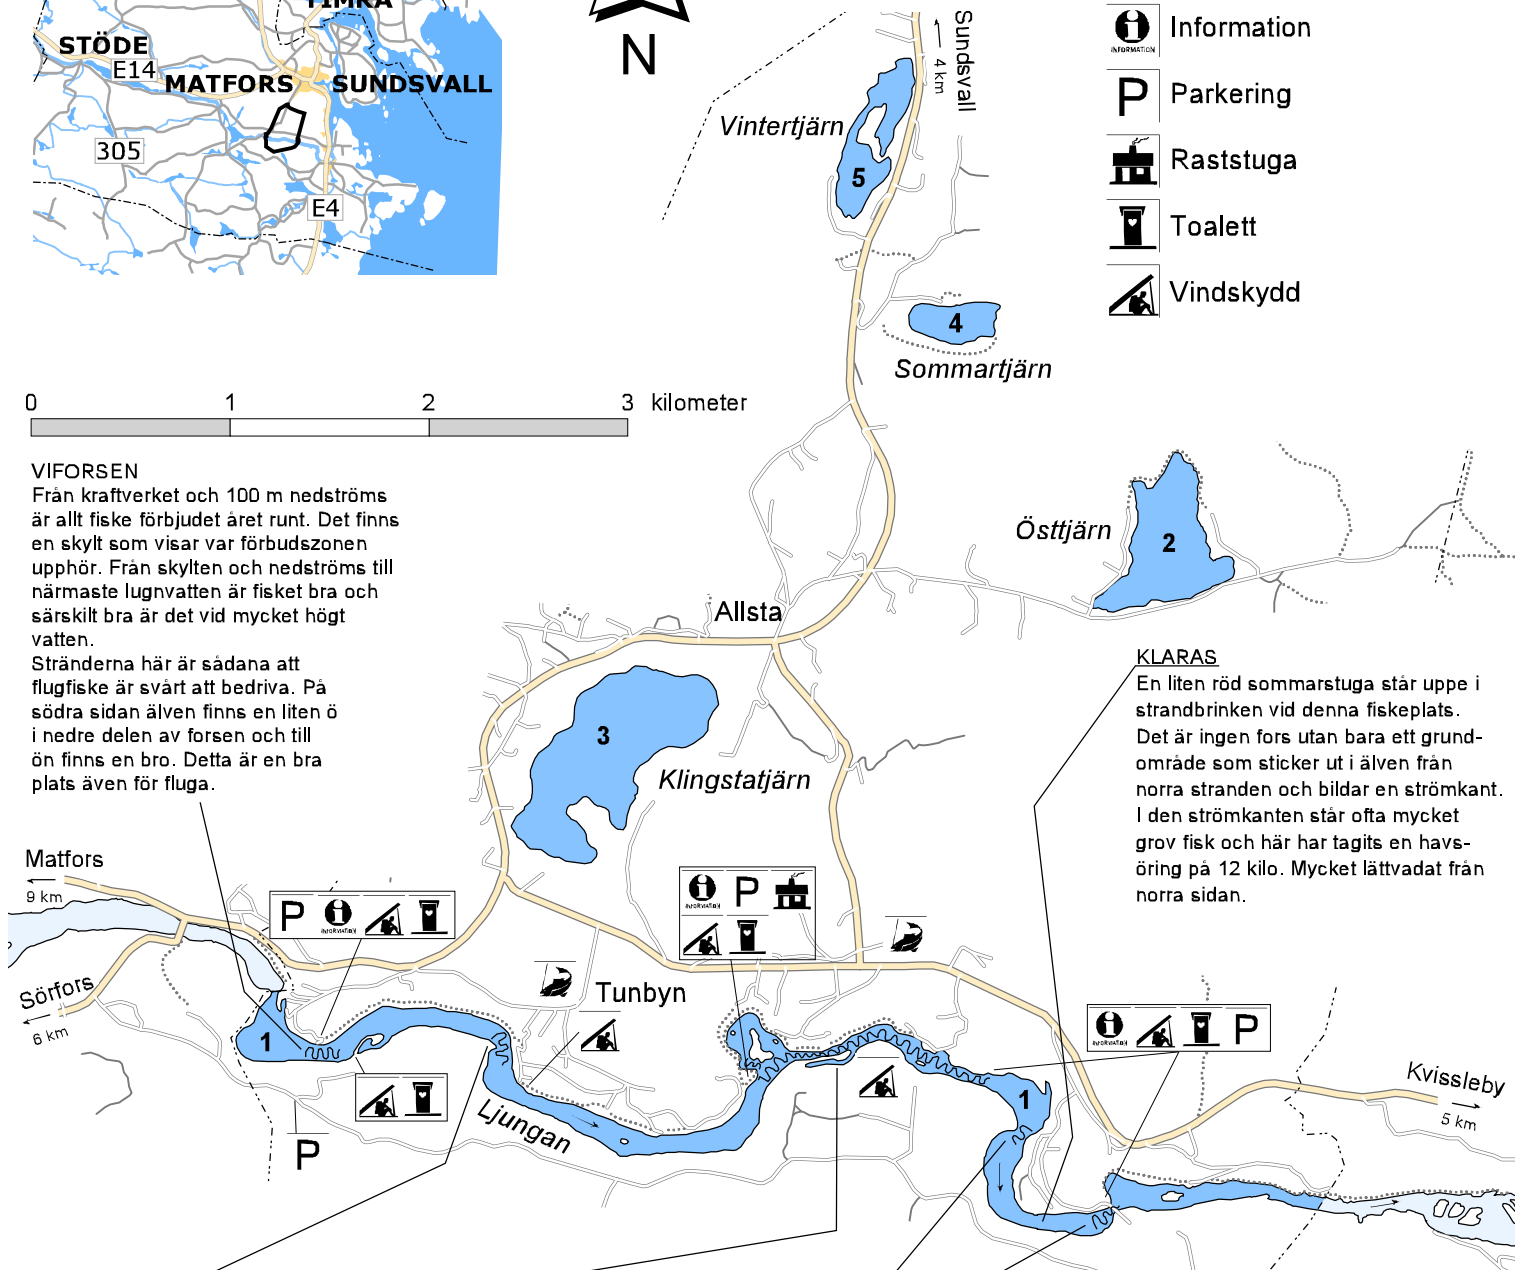 TIMRÅ
STÖDE
E14
MATFORS
SUNDSVALL
305
E4
N
Sundsvall
4 km
INFORMATION
Information
P
Parkering
Raststuga
Toalett
Vindskydd
Vintertjärn
5
4
Sommartjärn
0 1 2 3 kilometer
VIFORSEN
Från kraftverket och 100 m nedströms
är allt fiske förbjudet året runt. Det finns
en skylt som visar var förbudszonen
upphör. Från skylten och nedströms till
närmaste lugnvatten är fisket bra och
särskilt bra är det vid mycket högt
vatten.
Stränderna här är sådana att
flugfiske är svårt att bedriva. På
södra sidan älven finns en liten ö
i nedre delen av forsen och till
ön finns en bro. Detta är en bra
plats även för fluga.
Östtjärn
2
Allsta
3
Klingstatjärn
KLARAS
En liten röd sommarstuga står uppe i
strandbrinken vid denna fiskeplats.
Det är ingen fors utan bara ett grund-
område som sticker ut i älven från
norra stranden och bildar en strömkant.
I den strömkanten står ofta mycket
grov fisk och här har tagits en havs-
öring på 12 kilo. Mycket lättvadat från
norra sidan.
Matfors
9 km
P
INFORMATION
INFORMATION
P
Sörfors
6 km
Tunbyn
1
INFORMATION
P
1
Kvissleby
5 km
Ljungan
P